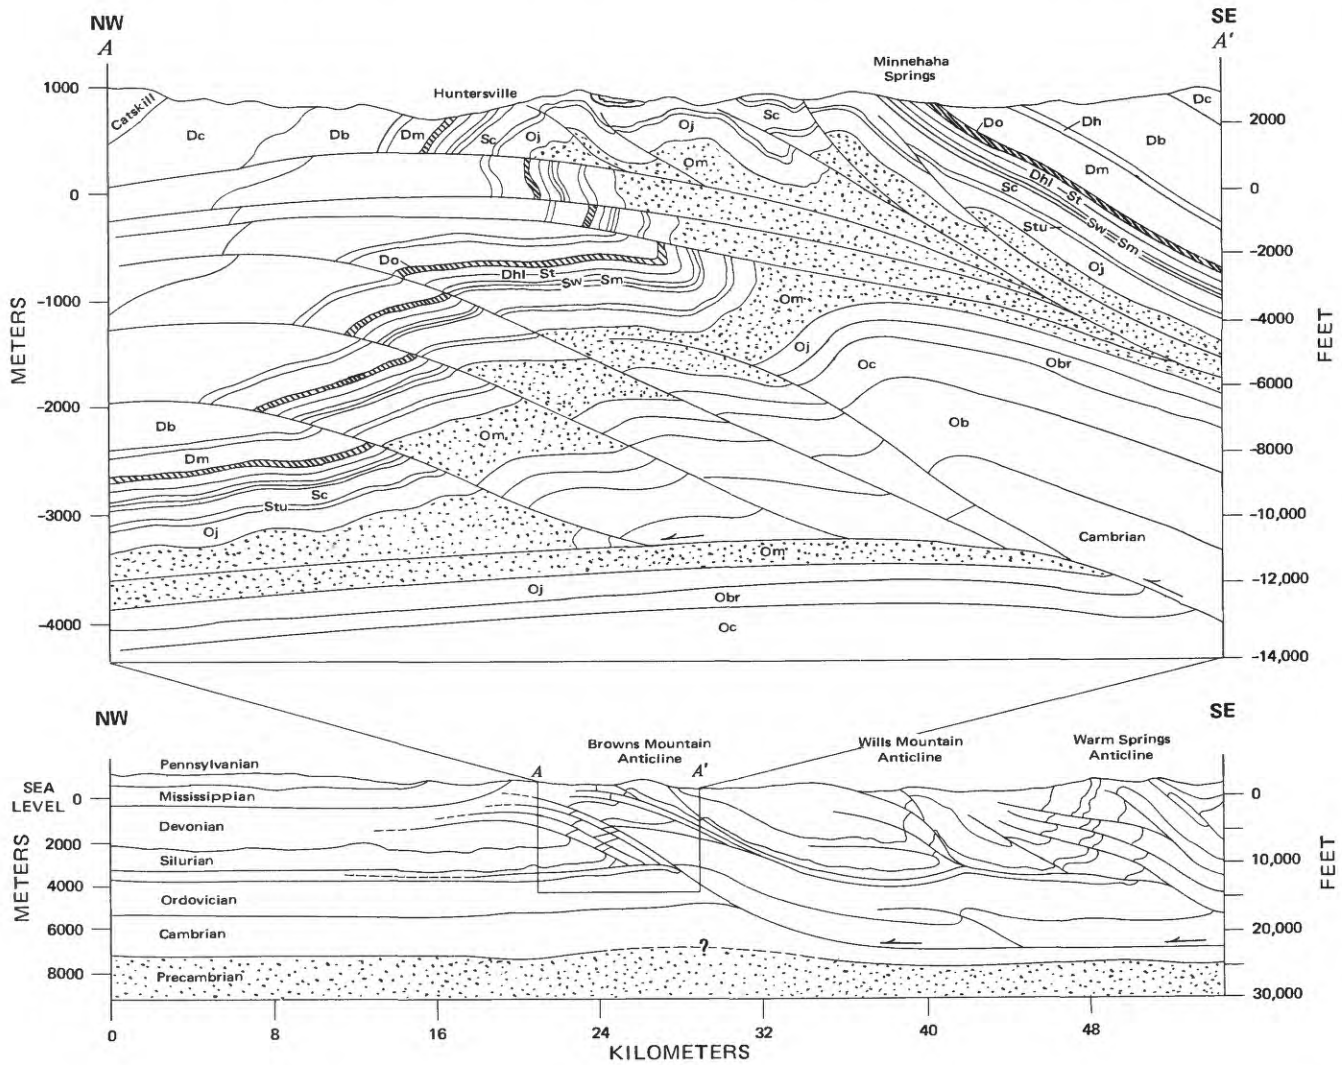 NW
A
SE
A'
Minnehaha
Springs
Huntersville
Catskill
Dc
Db
Dm
Sc
Oj
Oj
Sc
Om
Do
Dh
Dc
Db
Dm
Dhl St
Sw Sm
Sc
Stu
Oj
Do
Dhl St
Sw Sm
Om
Oj
Oc
Obr
Ob
Db
Dm
Om
Sc
Stu
Oj
Cambrian
Om
Oj
Obr
Oc
METERS
1000
0
-1000
-2000
-3000
-4000
FEET
2000
0
-2000
-4000
-6000
-8000
-10,000
-12,000
-14,000
NW
SE
Browns Mountain
Anticline
Wills Mountain
Anticline
Warm Springs
Anticline
A
A'
SEA
LEVEL
0
2000
4000
6000
8000
METERS
Pennsylvanian
Mississippian
Devonian
Silurian
Ordovician
Cambrian
Precambrian
?
0
10,000
20,000
30,000
FEET
0
8
16
24
32
40
48
KILOMETERS